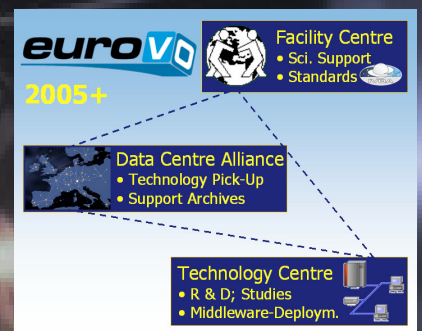 euroVO
2005+
Facility Centre
• Sci. Support
• Standards
Data Centre Alliance
• Technology Pick-Up
• Support Archives
Technology Centre
• R & D; Studies
• Middleware-Deploym.